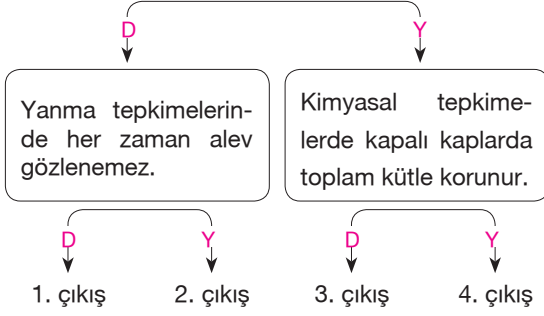 D Y
Yanma tepkimelerin-
de her zaman alev
gözlenemez.
Kimyasal tepkime-
lerde kapalı kaplarda
toplam kütle korunur.
D Y D Y
1. çıkış 2. çıkış 3. çıkış 4. çıkış